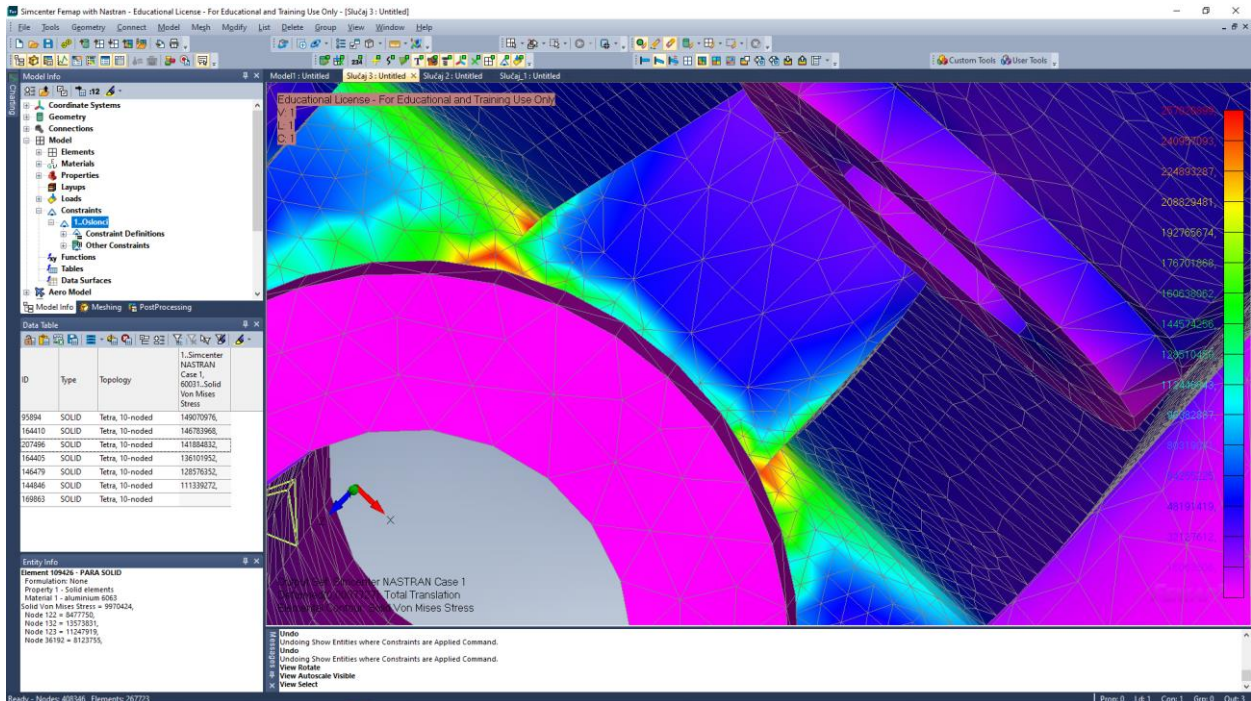 Simcenter Femap with Nastran - Educational License - For Educational and Training Use Only - [Slučaj 3 : Untitled]
File Tools Geometry Connect Model Mesh Modify List Delete Group View Window Help
Custom Tools User Tools
Model Info
Model1 : Untitled Slučaj 3 : Untitled Slučaj 2 : Untitled Slučaj_1 : Untitled
Charting
Coordinate Systems
Geometry
Connections
Model
Elements
Materials
Properties
Layups
Loads
Constraints
1..Oslonci
Constraint Definitions
Other Constraints
Functions
Tables
Data Surfaces
Aero Model
Model Info Meshing PostProcessing
Data Table
ID Type Topology 1..Simcenter NASTRAN Case 1, 60031..Solid Von Mises Stress
95894 SOLID Tetra, 10-noded 149070976,
164410 SOLID Tetra, 10-noded 146783968,
207496 SOLID Tetra, 10-noded 141884832,
164405 SOLID Tetra, 10-noded 136101952,
146479 SOLID Tetra, 10-noded 128576352,
144846 SOLID Tetra, 10-noded 111339272,
169863 SOLID Tetra, 10-noded
Entity Info
Element 109426 - PARA SOLID
Formulation: None
Property 1 - Solid elements
Material 1 - aluminium 6063
Solid Von Mises Stress = 9970424,
Node 122 = 8477750,
Node 132 = 13573831,
Node 123 = 11247919,
Node 36192 = 8123755,
Educational License - For Educational and Training Use Only
V: 1
L: 1
C: 1
240957093,
224893287,
208829481,
192765674,
176701868,
160638062,
144574256,
48191419,
X
NASTRAN Case 1
Total Translation
Von Mises Stress
Messages
Undo
Undoing Show Entities where Constraints are Applied Command.
Undo
Undoing Show Entities where Constraints are Applied Command.
View Rotate
View Autoscale Visible
View Select
Ready - Nodes: 408346 Elements: 267723
Prop: 0 Ld: 1 Con: 1 Grp: 0 Out: 3